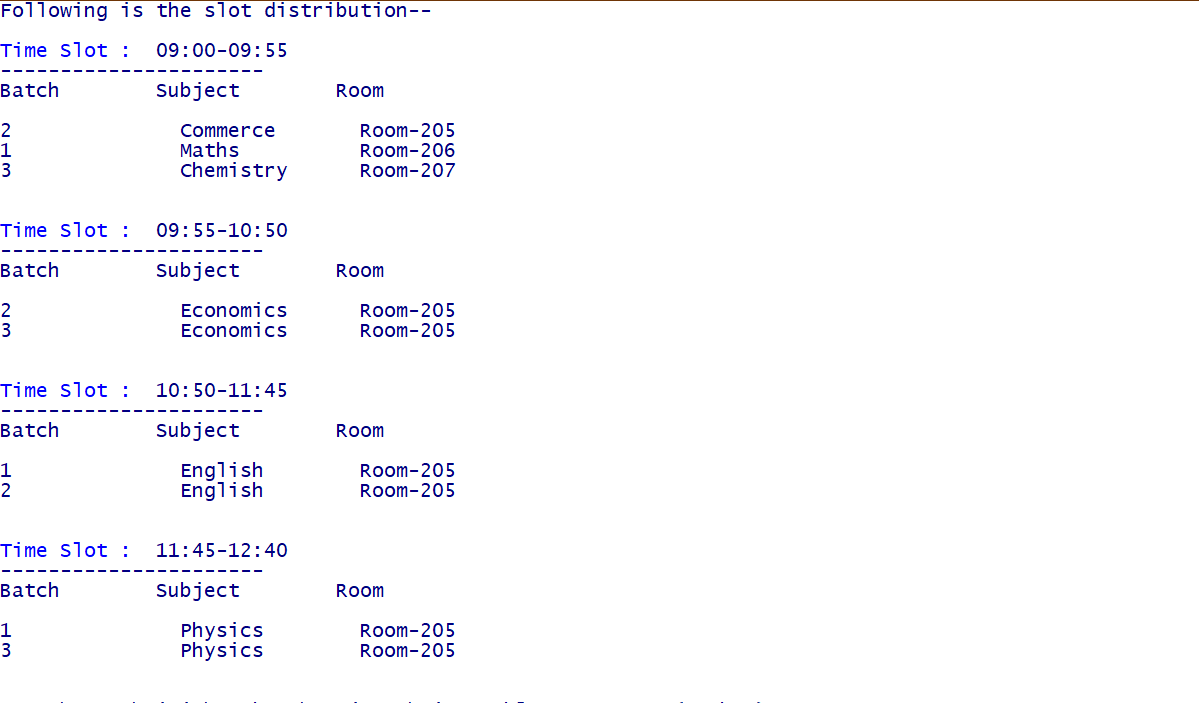 Following is the slot distribution--
Time Slot :  09:00-09:55
----------------------
Batch        Subject        Room
2              Commerce       Room-205
1              Maths          Room-206
3              Chemistry      Room-207
Time Slot :  09:55-10:50
----------------------
Batch        Subject        Room
2              Economics      Room-205
3              Economics      Room-205
Time Slot :  10:50-11:45
----------------------
Batch        Subject        Room
1              English        Room-205
2              English        Room-205
Time Slot :  11:45-12:40
----------------------
Batch        Subject        Room
1              Physics        Room-205
3              Physics        Room-205